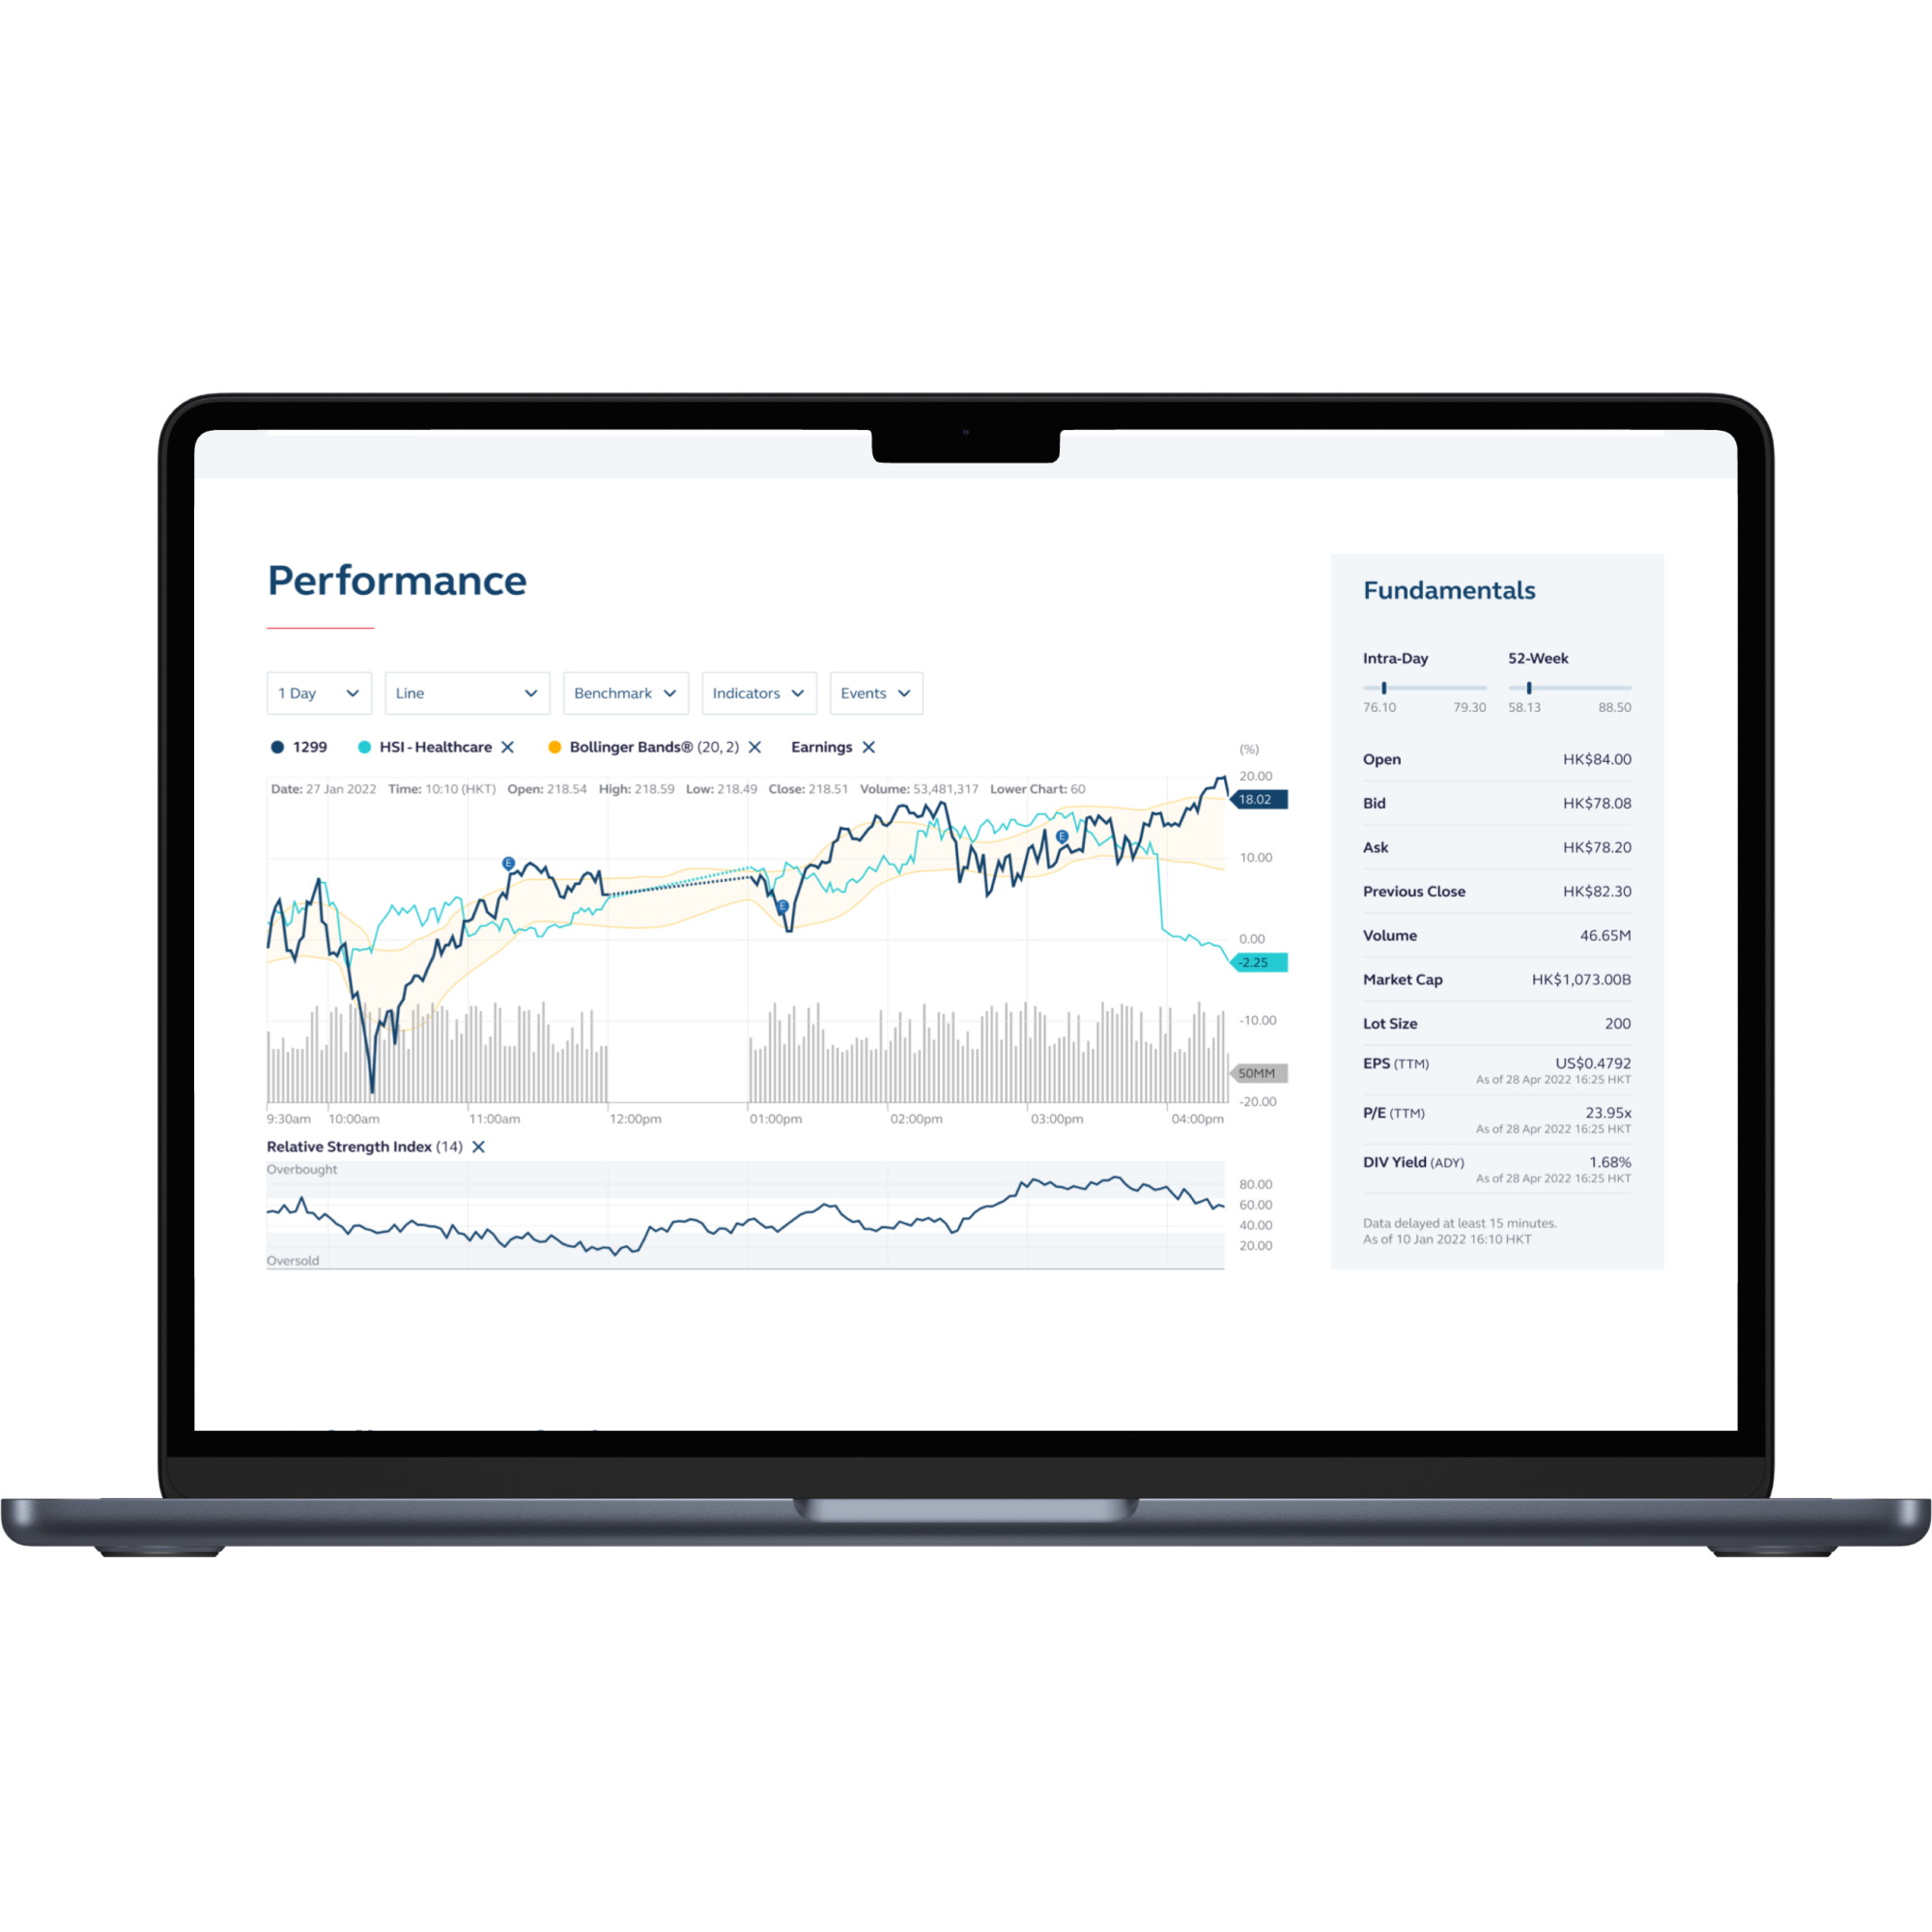 Performance
1 Day Line Benchmark Indicators Events
1299 HSI - Healthcare Bollinger Bands® (20, 2) Earnings
(%)
Date: 27 Jan 2022 Time: 10:10 (HKT) Open: 218.54 High: 218.59 Low: 218.49 Close: 218.51 Volume: 53,481,317 Lower Chart: 60
20.00
18.02
10.00
0.00
-2.25
-10.00
50MM
-20.00
E
E
E
9:30am 10:00am 11:00am 12:00pm 01:00pm 02:00pm 03:00pm 04:00pm
Relative Strength Index (14)
Overbought
80.00
60.00
40.00
20.00
Oversold
Fundamentals
Intra-Day 52-Week
76.10 79.30 58.13 88.50
Open HK$84.00
Bid HK$78.08
Ask HK$78.20
Previous Close HK$82.30
Volume 46.65M
Market Cap HK$1,073.00B
Lot Size 200
EPS (TTM) US$0.4792
As of 28 Apr 2022 16:25 HKT
P/E (TTM) 23.95x
As of 28 Apr 2022 16:25 HKT
DIV Yield (ADY) 1.68%
As of 28 Apr 2022 16:25 HKT
Data delayed at least 15 minutes.
As of 10 Jan 2022 16:10 HKT